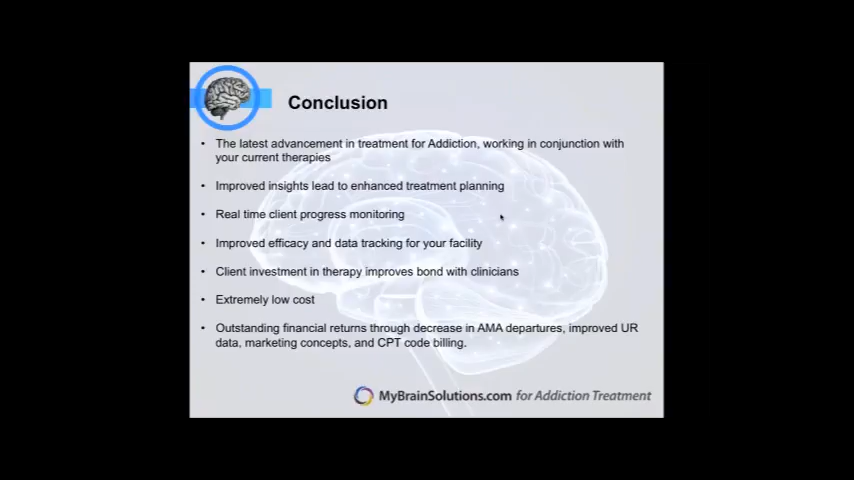 Conclusion
• The latest advancement in treatment for Addiction, working in conjunction with
your current therapies
• Improved insights lead to enhanced treatment planning
• Real time client progress monitoring
• Improved efficacy and data tracking for your facility
• Client investment in therapy improves bond with clinicians
• Extremely low cost
• Outstanding financial returns through decrease in AMA departures, improved UR
data, marketing concepts, and CPT code billing.
MyBrainSolutions.com for Addiction Treatment